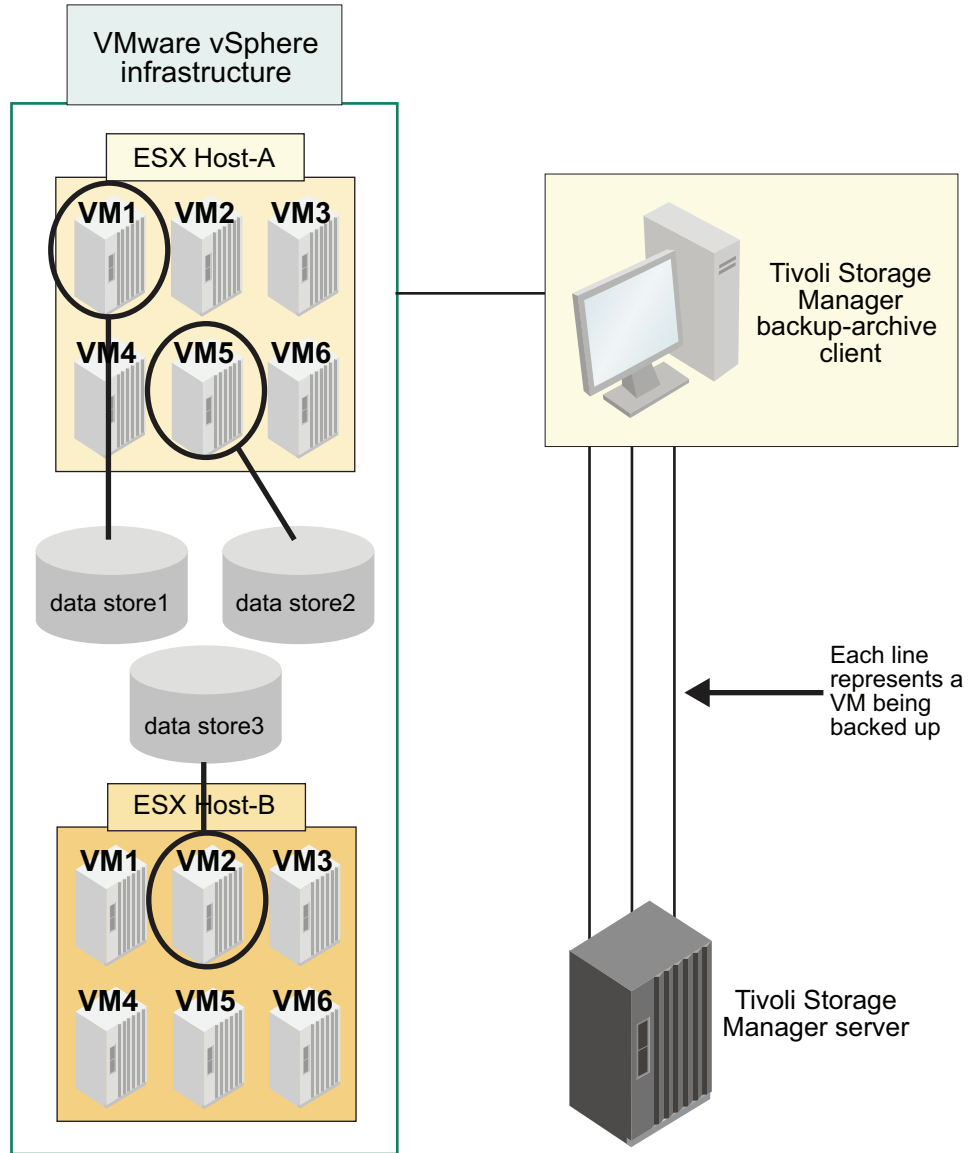 VMware vSphere
infrastructure
ESX Host-A
VM1 VM2 VM3
VM4 VM5 VM6
data store1 data store2
data store3
ESX Host-B
VM1 VM2 VM3
VM4 VM5 VM6
Tivoli Storage
Manager
backup-archive
client
Each line
represents a
VM being
backed up
Tivoli Storage
Manager server